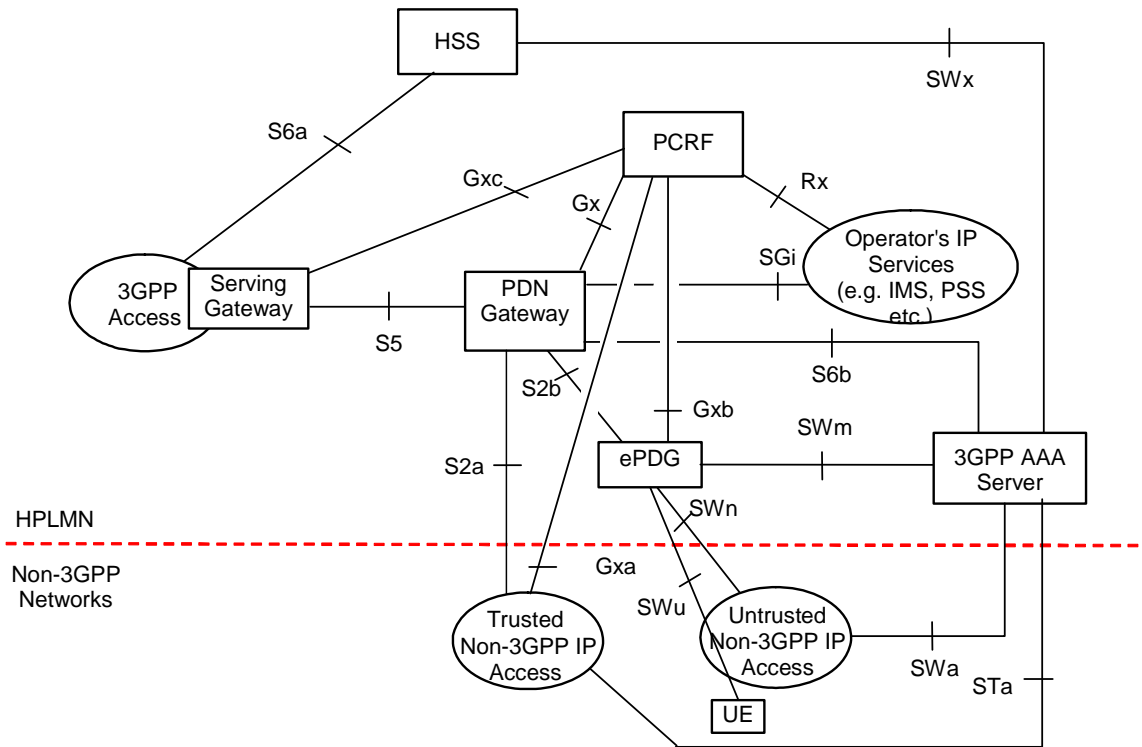 HSS
SWx
S6a
PCRF
Gxc
Gx
Rx
Operator's IP
Services
(e.g. IMS, PSS
etc.)
SGi
3GPP
Access
Serving
Gateway
PDN
Gateway
S5
S2b
S6b
Gxb
SWm
S2a
ePDG
3GPP AAA
Server
SWn
HPLMN
Non-3GPP
Networks
Gxa
SWu
Trusted
Non-3GPP IP
Access
Untrusted
Non-3GPP IP
Access
SWa
STa
UE